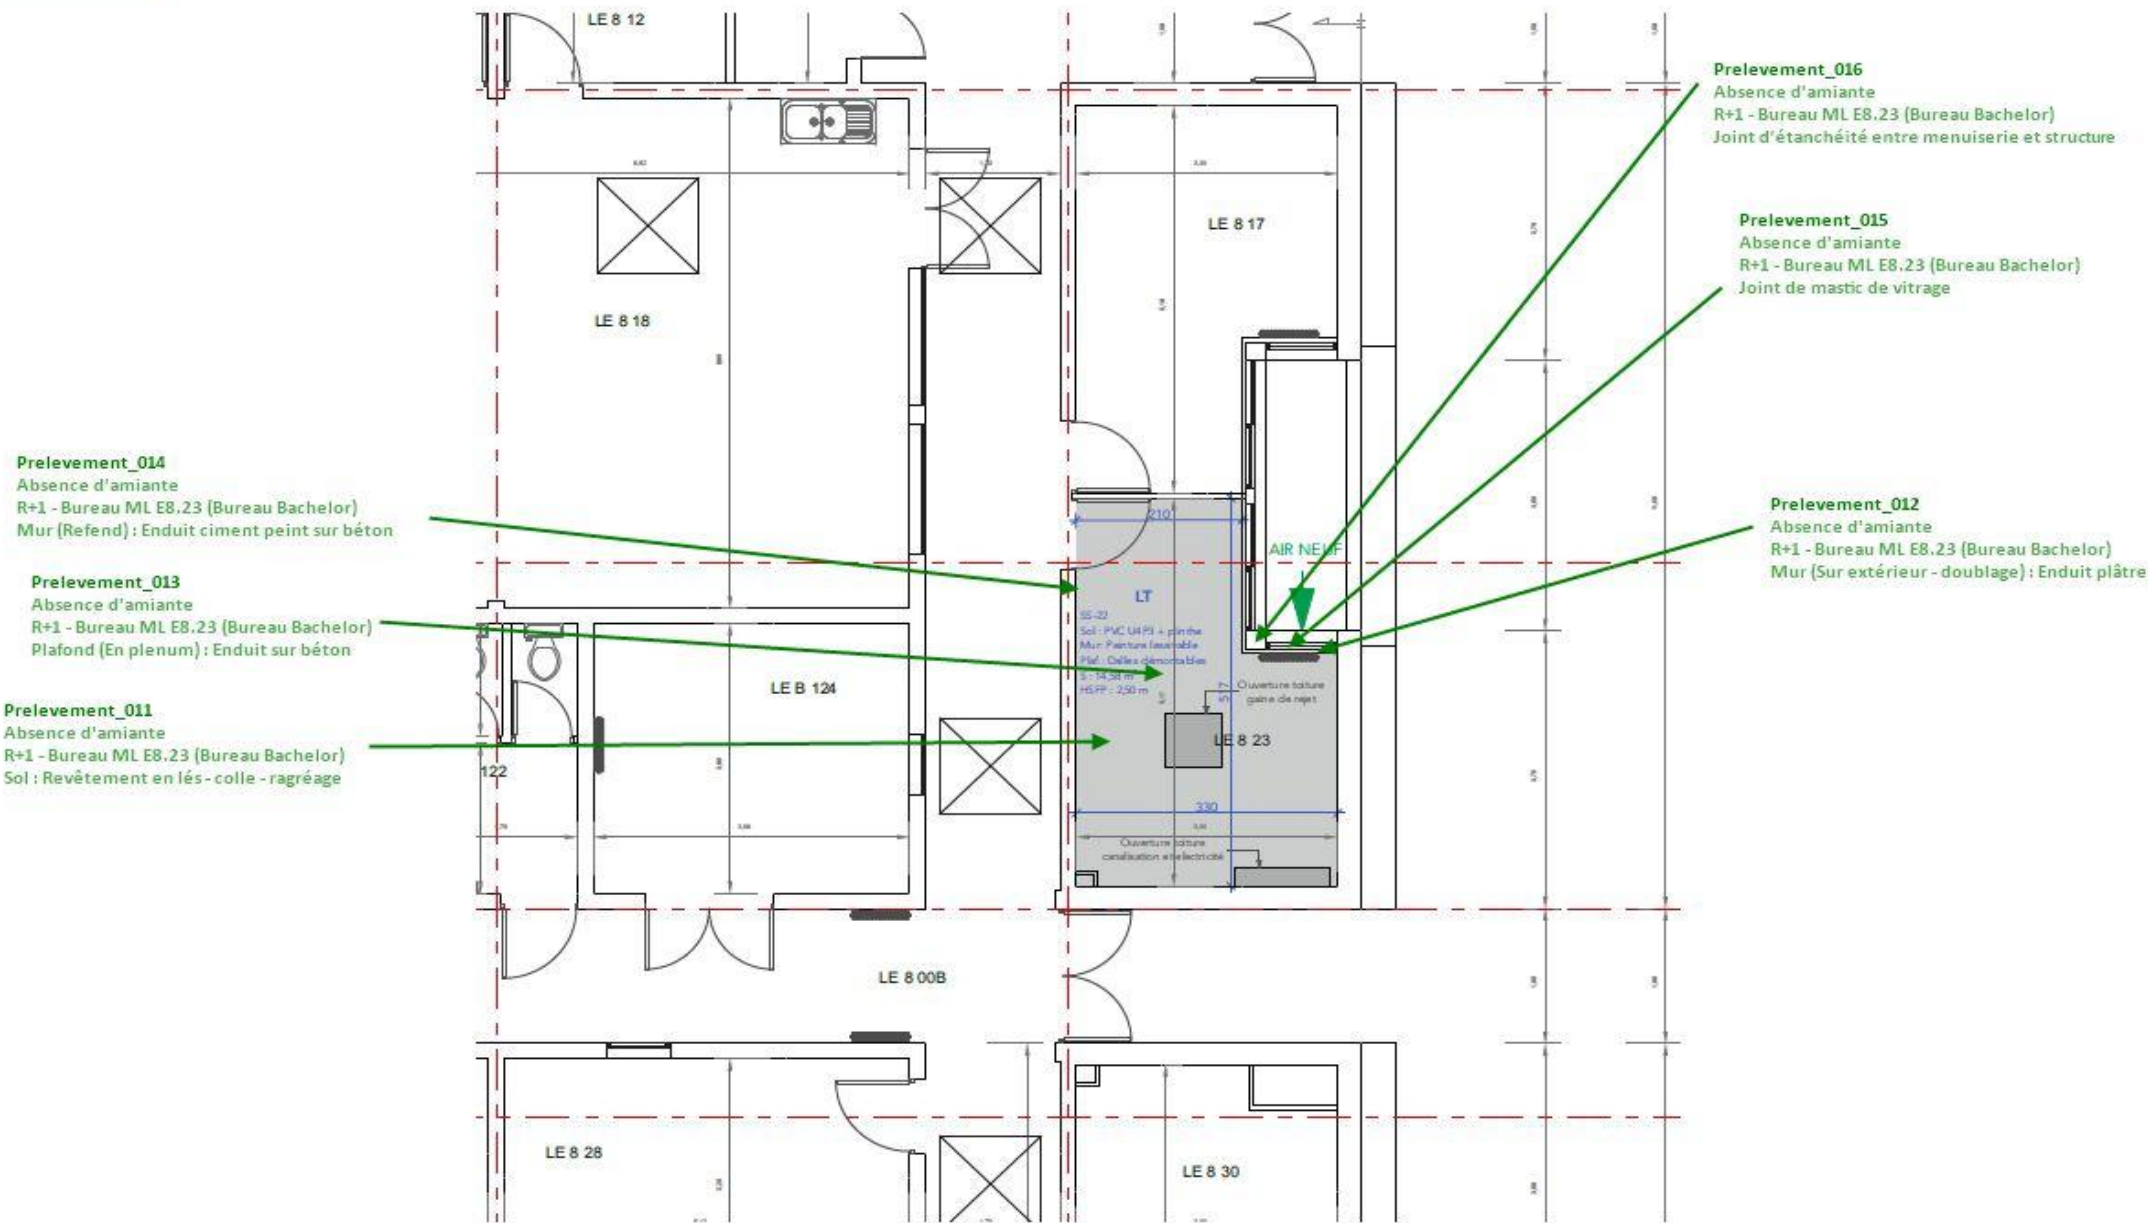 LE 8 12
Prelevement_016
Absence d'amiante
R+1 - Bureau ML E8.23 (Bureau Bachelor)
Joint d'étanchéité entre menuiserie et structure
LE 8 17
Prelevement_015
Absence d'amiante
R+1 - Bureau ML E8.23 (Bureau Bachelor)
Joint de mastic de vitrage
LE 8 18
Prelevement_014
Absence d'amiante
R+1 - Bureau ML E8.23 (Bureau Bachelor)
Mur (Refend) : Enduit ciment peint sur béton
210
AIR NEUF
Prelevement_012
Absence d'amiante
R+1 - Bureau ML E8.23 (Bureau Bachelor)
Mur (Sur extérieur - doublage) : Enduit plâtre
Prelevement_013
Absence d'amiante
R+1 - Bureau ML E8.23 (Bureau Bachelor)
Plafond (En plenum) : Enduit sur béton
LT
SS-22
Sol : PVC U4P3 + plinthe
Mur: Peinture lessivable
Plaf : Dalles démontables
S : 14,58 m
HSFP : 2,50 m
517
Ouverture toiture
gaine de rejet
LE B 124
Prelevement_011
Absence d'amiante
R+1 - Bureau ML E8.23 (Bureau Bachelor)
Sol : Revêtement en lés - colle - ragréage
122
LE 8 23
330
Ouverture toiture
canalisation et electricité
LE 8 00B
LE 8 28
LE 8 30